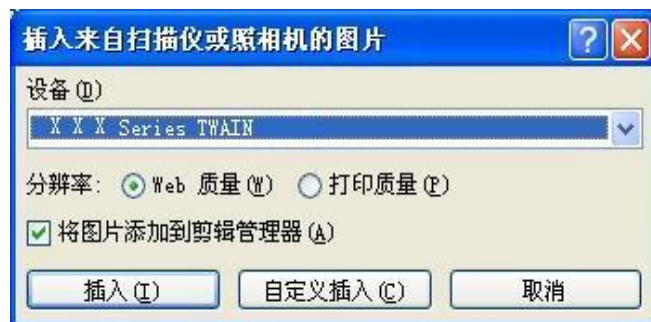 插入来自扫描仪或照相机的图片
设备(D)
X X X Series TWAIN
分辨率: Web 质量(W) 打印质量(P)
将图片添加到剪辑管理器(A)
插入(I) 自定义插入(C) 取消